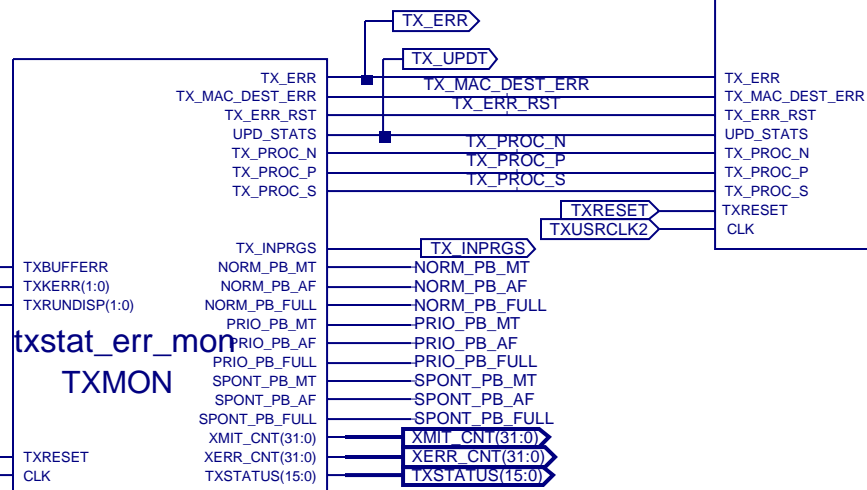 TX_ERR
TX_UPDT
TX_ERR TX_ERR
TX_MAC_DEST_ERR TX_MAC_DEST_ERR TX_MAC_DEST_ERR
TX_ERR_RST TX_ERR_RST TX_ERR_RST
UPD_STATS UPD_STATS
TX_PROC_N TX_PROC_N TX_PROC_N
TX_PROC_P TX_PROC_P TX_PROC_P
TX_PROC_S TX_PROC_S TX_PROC_S
TXRESET TXRESET
TXUSRCLK2 CLK
TX_INPRGS TX_INPRGS
TXBUFFERR NORM_PB_MT NORM_PB_MT
TXKERR(1:0) NORM_PB_AF NORM_PB_AF
TXRUNDISP(1:0) NORM_PB_FULL NORM_PB_FULL
PRIO_PB_MT PRIO_PB_MT
txstat_err_mon PRIO_PB_AF PRIO_PB_AF
PRIO_PB_FULL PRIO_PB_FULL
TXMON SPONT_PB_MT SPONT_PB_MT
SPONT_PB_AF SPONT_PB_AF
SPONT_PB_FULL SPONT_PB_FULL
XMIT_CNT(31:0) XMIT_CNT(31:0)
TXRESET XERR_CNT(31:0) XERR_CNT(31:0)
CLK TXSTATUS(15:0) TXSTATUS(15:0)